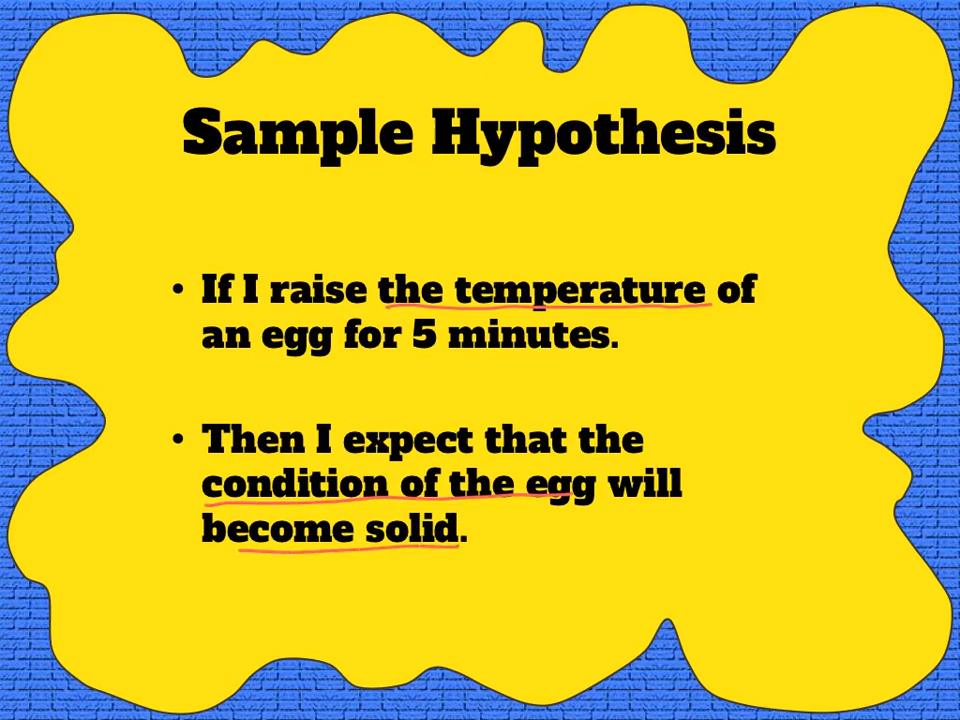 Sample Hypothesis
• If I raise the temperature of
an egg for 5 minutes.
• Then I expect that the
condition of the egg will
become solid.